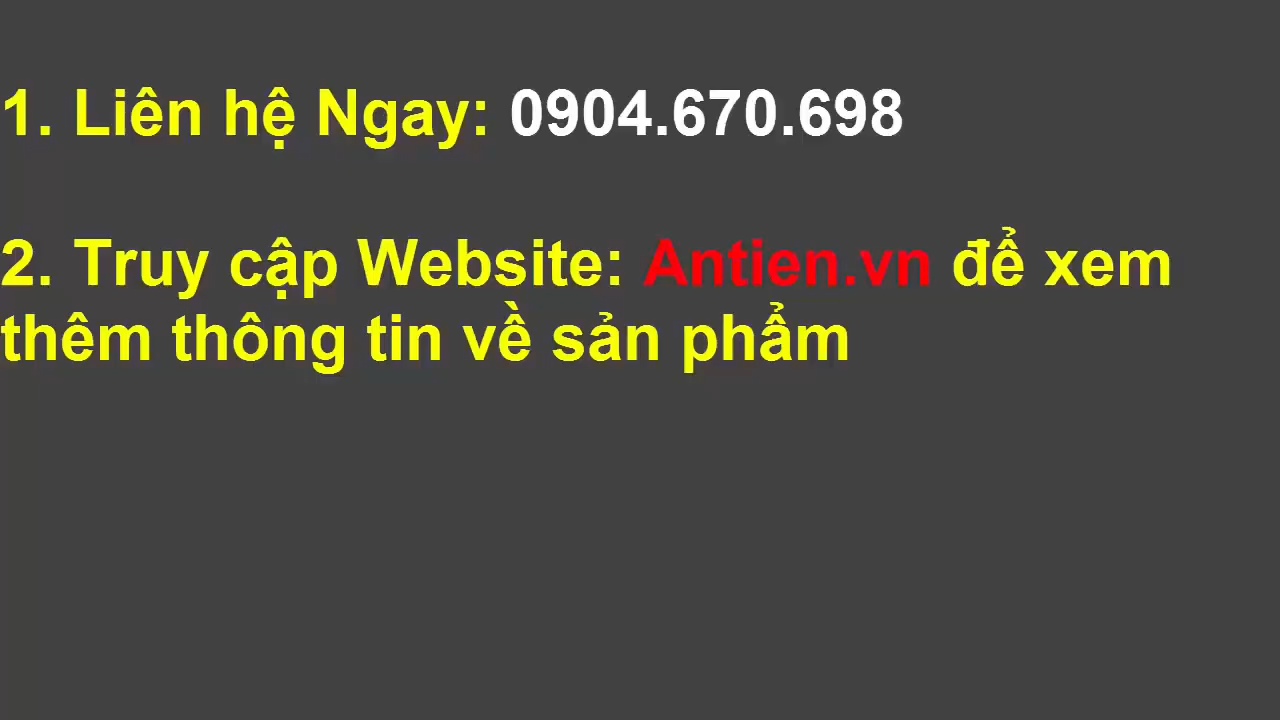 1. Liên hệ Ngay: 0904.670.698
2. Truy cập Website: Antien.vn để xem
thêm thông tin về sản phẩm